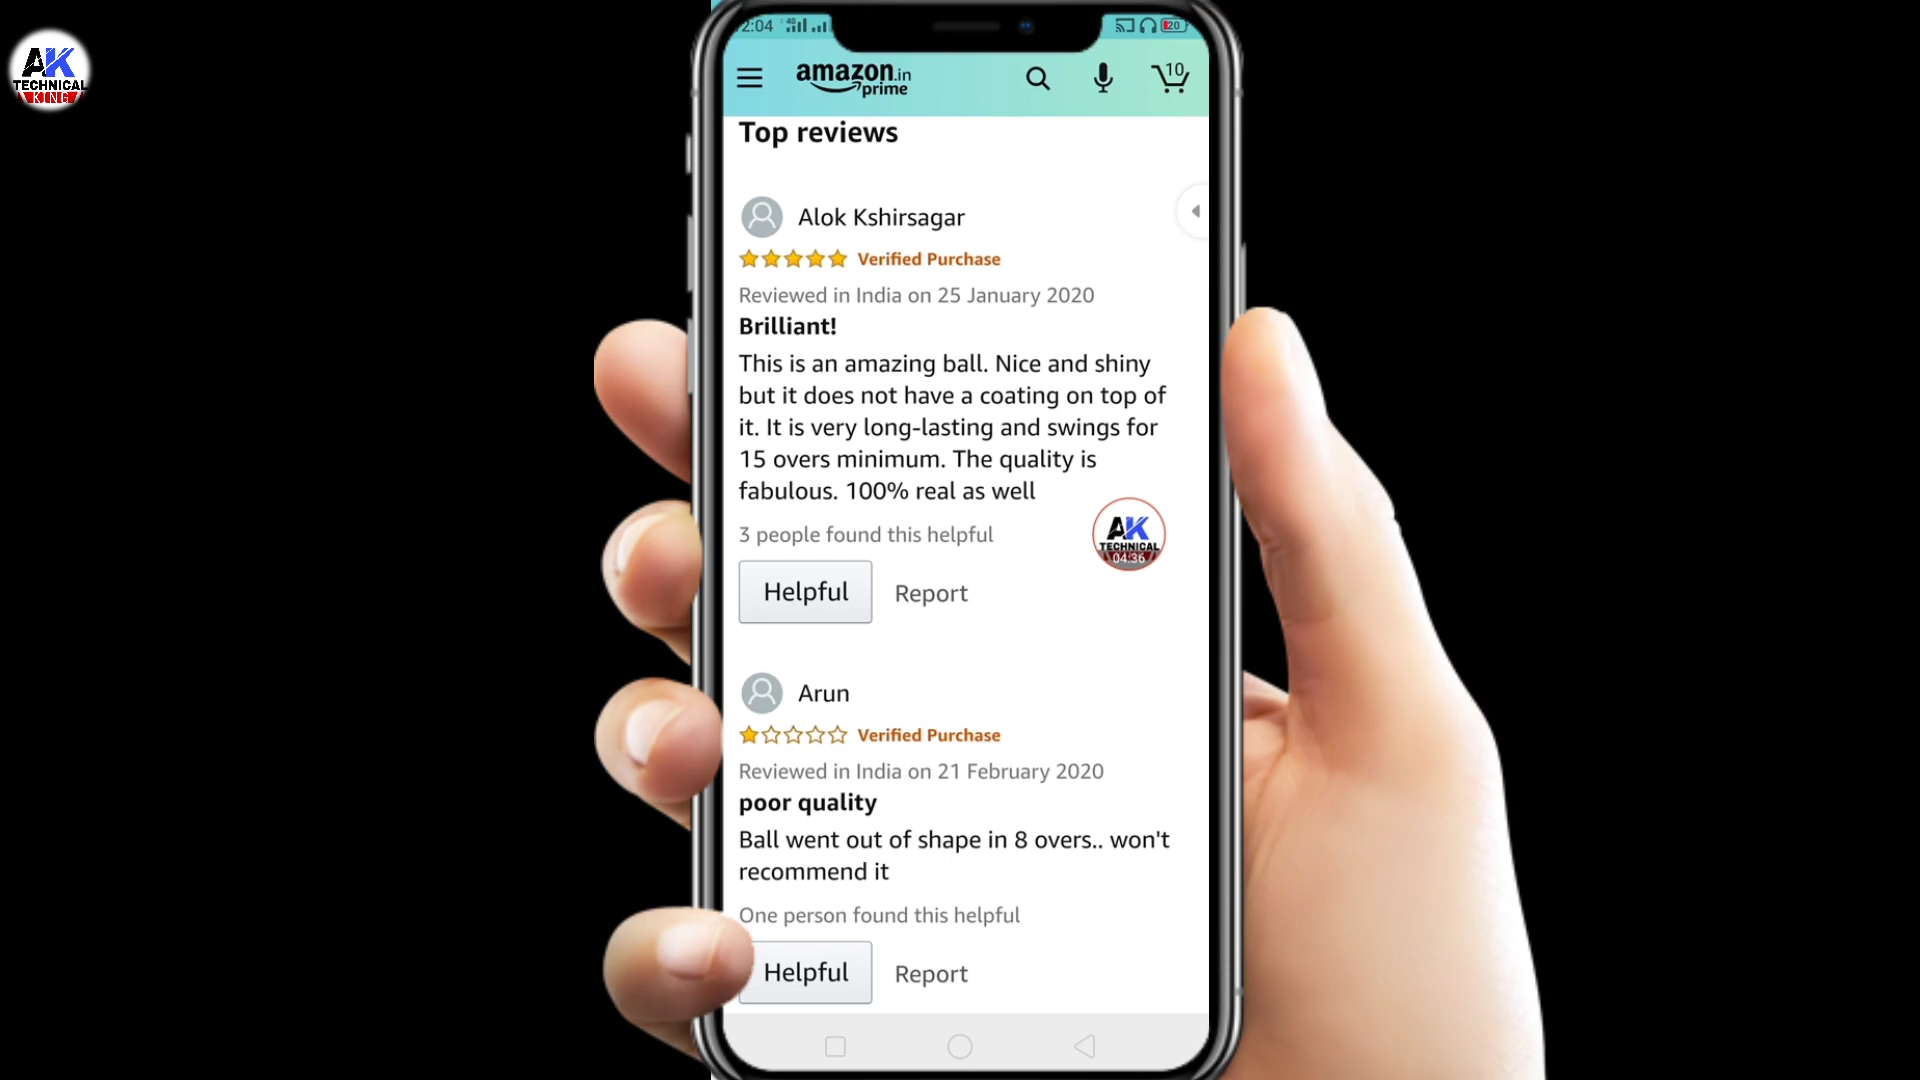 2:04 4G 20
AK
TECHNICAL
KING
amazon.in
prime
10
Top reviews
Alok Kshirsagar
Verified Purchase
Reviewed in India on 25 January 2020
Brilliant!
This is an amazing ball. Nice and shiny
but it does not have a coating on top of
it. It is very long-lasting and swings for
15 overs minimum. The quality is
fabulous. 100% real as well
3 people found this helpful
AK
TECHNICAL
04:36
Helpful Report
Arun
Verified Purchase
Reviewed in India on 21 February 2020
poor quality
Ball went out of shape in 8 overs.. won't
recommend it
One person found this helpful
Helpful Report